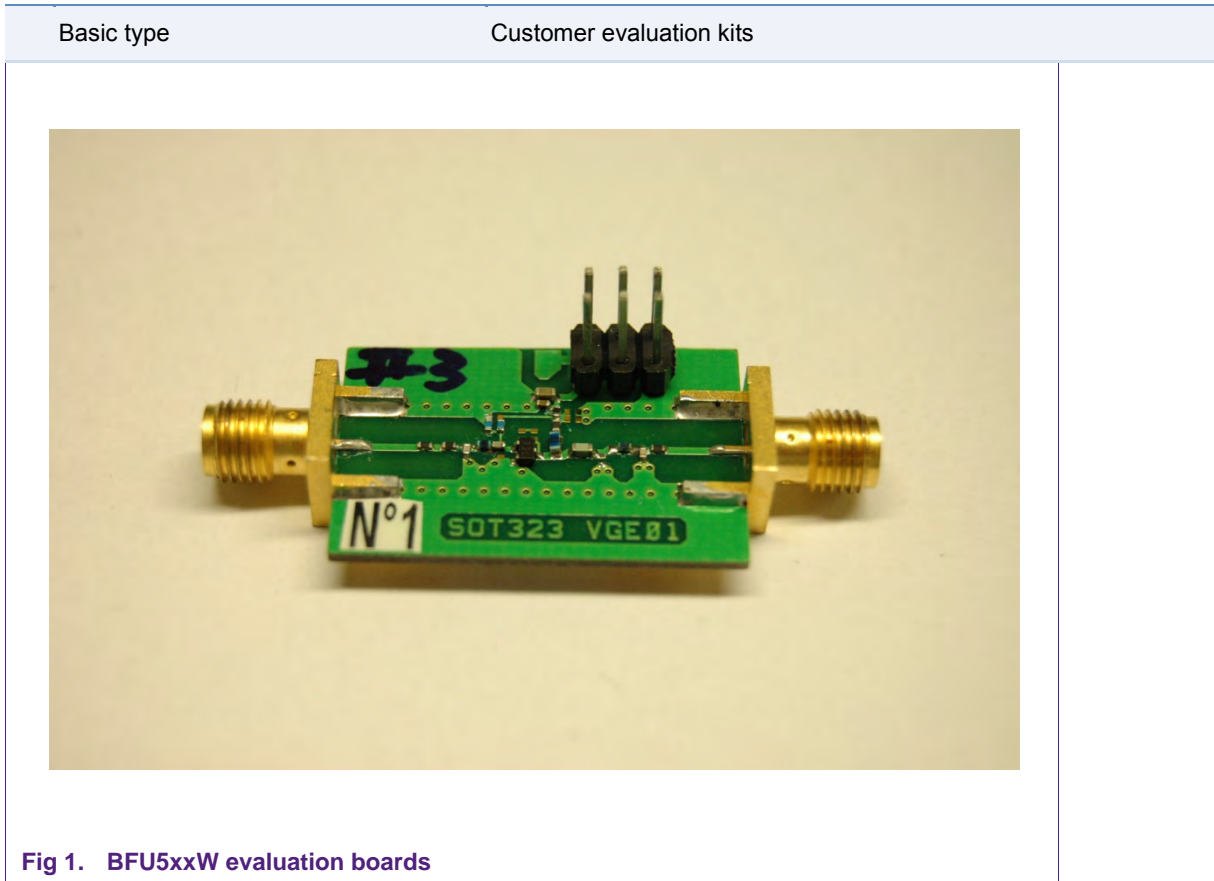 Basic type Customer evaluation kits
#3
N°1 SOT323 VGE01
Fig 1. BFU5xxW evaluation boards